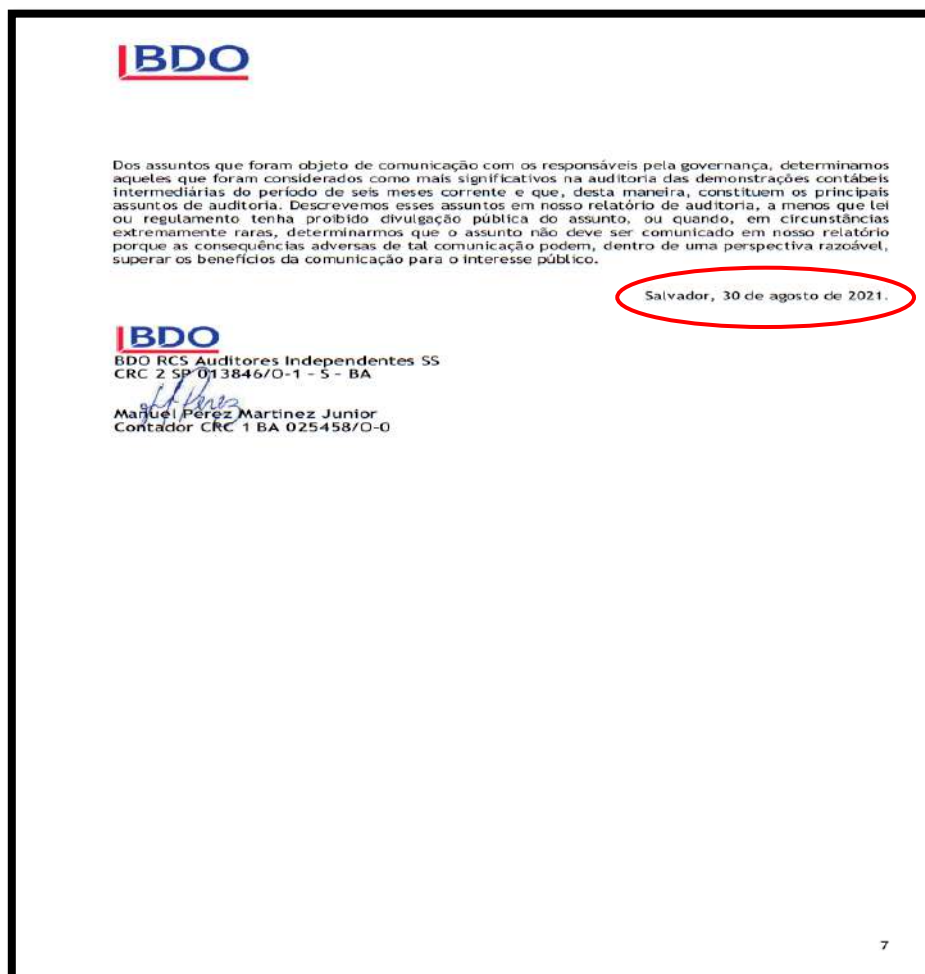 BDO
Dos assuntos que foram objeto de comunicação com os responsáveis pela governança, determinamos
aqueles que foram considerados como mais significativos na auditoria das demonstrações contábeis
intermediárias do período de seis meses corrente e que, desta maneira, constituem os principais
assuntos de auditoria. Descrevemos esses assuntos em nosso relatório de auditoria, a menos que lei
ou regulamento tenha proibido divulgação pública do assunto, ou quando, em circunstâncias
extremamente raras, determinarmos que o assunto não deve ser comunicado em nosso relatório
porque as consequências adversas de tal comunicação podem, dentro de uma perspectiva razoável,
superar os benefícios da comunicação para o interesse público.
Salvador, 30 de agosto de 2021.
BDO
BDO RCS Auditores Independentes SS
CRC 2 SP 013846/O-1 - S - BA
Manuel Perez Martinez Junior
Contador CRC 1 BA 025458/O-0
7